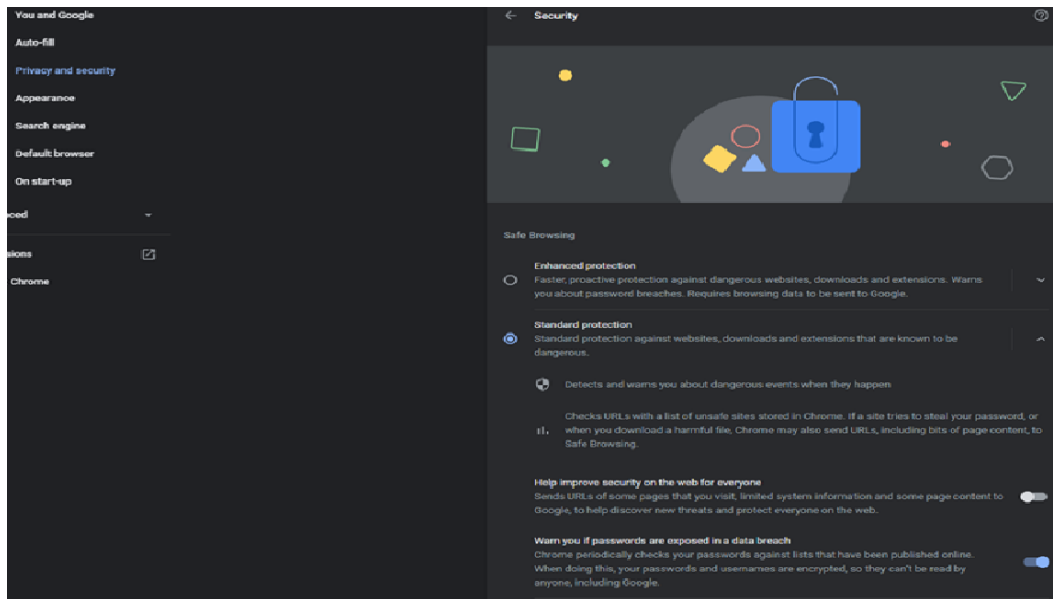 You and Google
Auto-fill
Privacy and security
Appearance
Search engine
Default browser
On start-up
nced
sions
Chrome
Security
Safe Browsing
Enhanced protection
Faster, proactive protection against dangerous websites, downloads and extensions. Warns
you about password breaches. Requires browsing data to be sent to Google.
Standard protection
Standard protection against websites, downloads and extensions that are known to be
dangerous.
Detects and warns you about dangerous events when they happen
Checks URLs with a list of unsafe sites stored in Chrome. If a site tries to steal your password, or
when you download a harmful file, Chrome may also send URLs, including bits of page content, to
Safe Browsing.
Help improve security on the web for everyone
Sends URLs of some pages that you visit, limited system information and some page content to
Google, to help discover new threats and protect everyone on the web.
Warn you if passwords are exposed in a data breach
Chrome periodically checks your passwords against lists that have been published online.
When doing this, your passwords and usernames are encrypted, so they can't be read by
anyone, including Google.